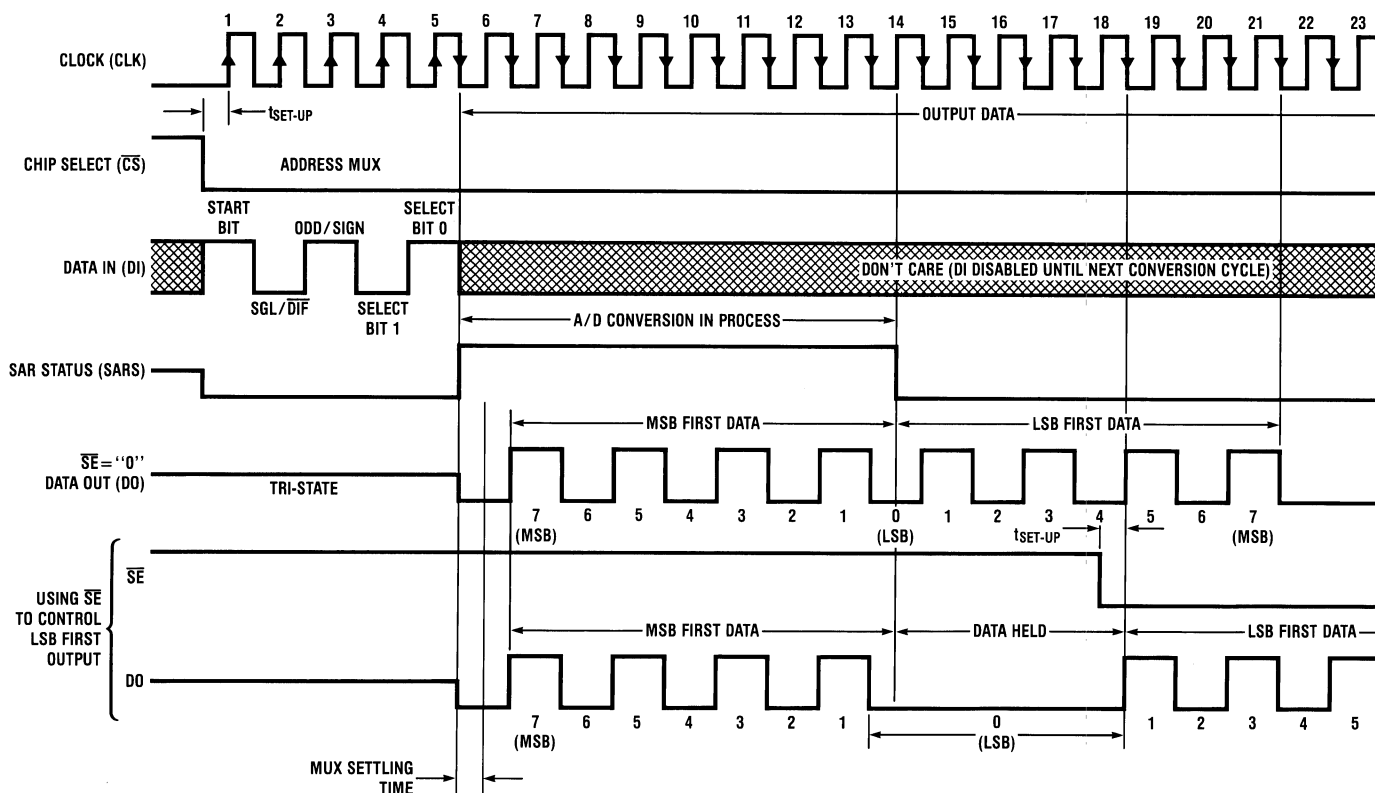 1 2 3 4 5 6 7 8 9 10 11 12 13 14 15 16 17 18 19 20 21 22 23
CLOCK (CLK)
tSET-UP
OUTPUT DATA
CHIP SELECT (C̅S̅)
ADDRESS MUX
START
BIT
ODD/SIGN
SELECT
BIT 0
DATA IN (DI)
DON'T CARE (DI DISABLED UNTIL NEXT CONVERSION CYCLE)
SGL/D̅I̅F̅
SELECT
BIT 1
A/D CONVERSION IN PROCESS
SAR STATUS (SARS)
MSB FIRST DATA
LSB FIRST DATA
S̅E̅ = "0"
DATA OUT (DO)
TRI-STATE
7 6 5 4 3 2 1 0 1 2 3 4 5 6 7
(MSB) (LSB) (MSB)
tSET-UP
S̅E̅
USING S̅E̅
TO CONTROL
LSB FIRST
OUTPUT
MSB FIRST DATA
DATA HELD
LSB FIRST DATA
DO
7 6 5 4 3 2 1 0 1 2 3 4 5
(MSB) (LSB)
MUX SETTLING
TIME